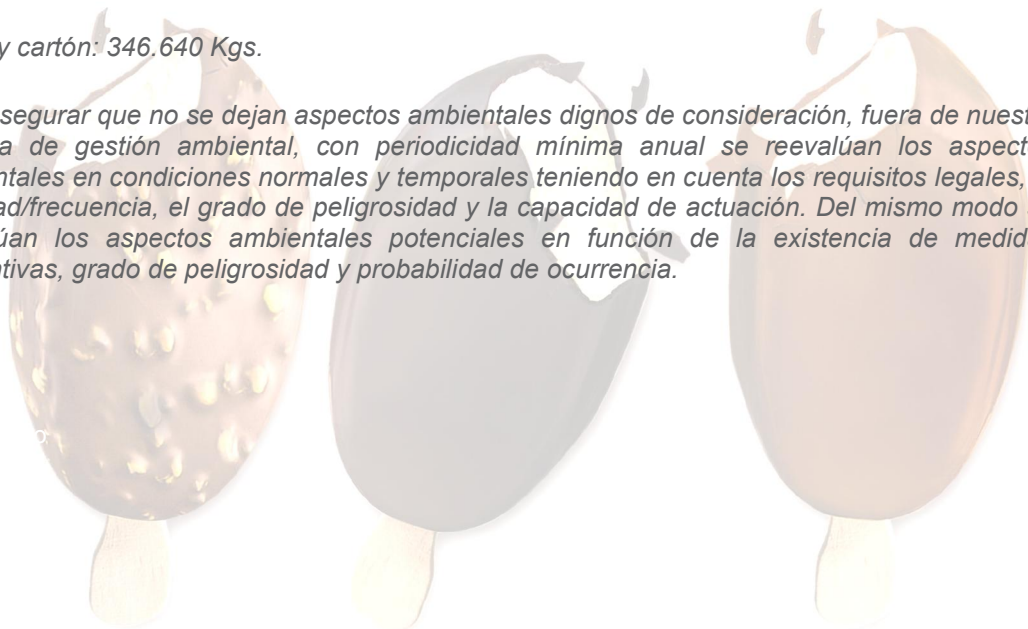 y cartón: 346.640 Kgs.
segurar que no se dejan aspectos ambientales dignos de consideración, fuera de nuest
a de gestión ambiental, con periodicidad mínima anual se reevalúan los aspect
ntales en condiciones normales y temporales teniendo en cuenta los requisitos legales,
ad/frecuencia, el grado de peligrosidad y la capacidad de actuación. Del mismo modo
úan los aspectos ambientales potenciales en función de la existencia de medid
ntivas, grado de peligrosidad y probabilidad de ocurrencia.